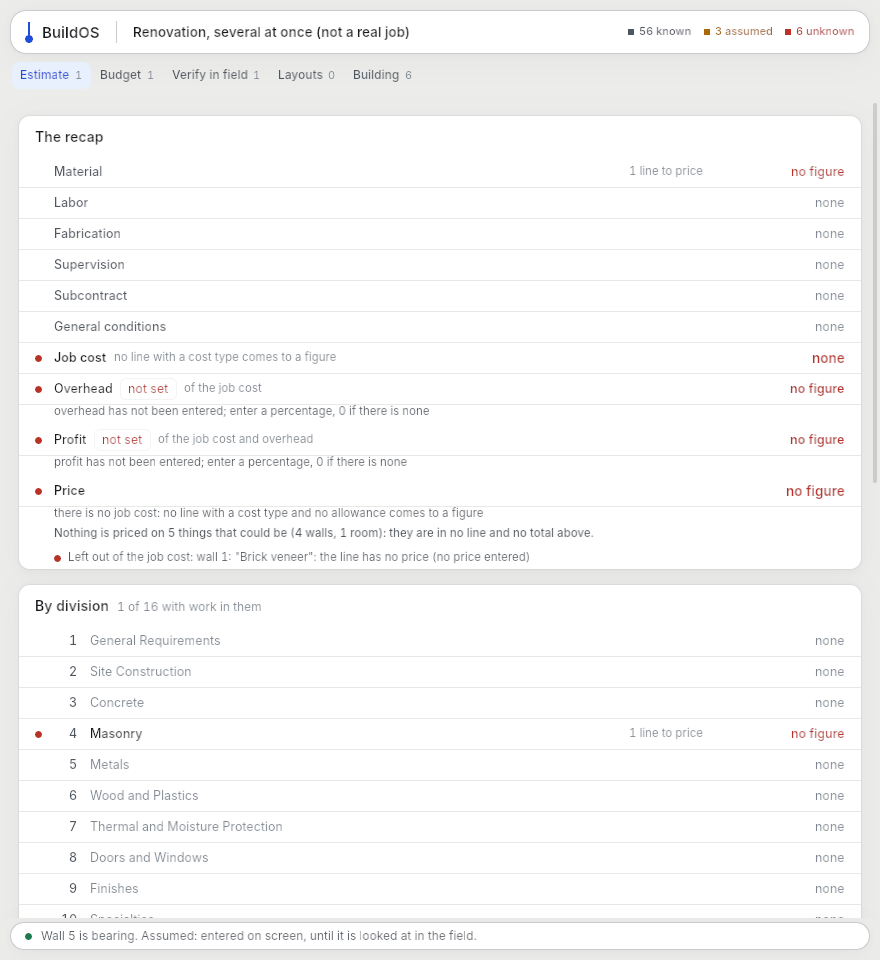 BuildOS Renovation, several at once (not a real job) 56 known 3 assumed 6 unknown
Estimate 1 Budget 1 Verify in field 1 Layouts 0 Building 6
The recap
Material 1 line to price no figure
Labor none
Fabrication none
Supervision none
Subcontract none
General conditions none
Job cost no line with a cost type comes to a figure none
Overhead not set of the job cost no figure
overhead has not been entered; enter a percentage, 0 if there is none
Profit not set of the job cost and overhead no figure
profit has not been entered; enter a percentage, 0 if there is none
Price no figure
there is no job cost: no line with a cost type and no allowance comes to a figure
Nothing is priced on 5 things that could be (4 walls, 1 room): they are in no line and no total above.
Left out of the job cost: wall 1: "Brick veneer": the line has no price (no price entered)
By division 1 of 16 with work in them
1 General Requirements none
2 Site Construction none
3 Concrete none
4 Masonry 1 line to price no figure
5 Metals none
6 Wood and Plastics none
7 Thermal and Moisture Protection none
8 Doors and Windows none
9 Finishes none
10 Specialties none
Wall 5 is bearing. Assumed: entered on screen, until it is looked at in the field.